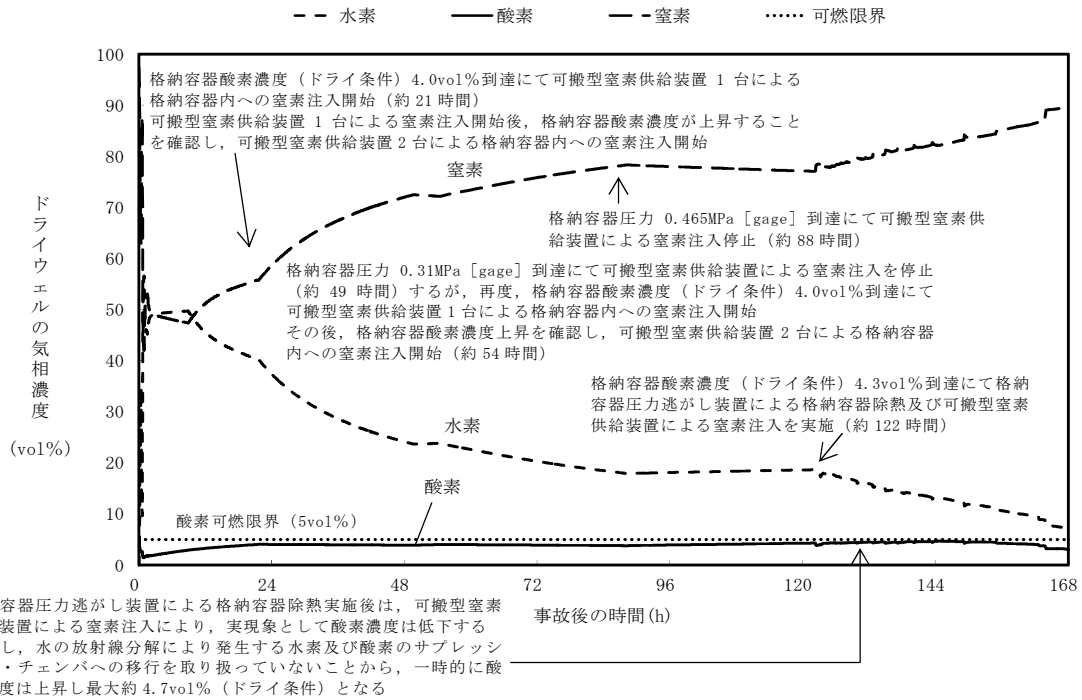 水素 酸素 窒素 可燃限界
100
90
80
70
60
50
40
30
20
10
0
ドライウェルの気相濃度
(vol%)
格納容器酸素濃度（ドライ条件）4.0vol%到達にて可搬型窒素供給装置 1 台による
格納容器内への窒素注入開始（約 21 時間）
可搬型窒素供給装置 1 台による窒素注入開始後，格納容器酸素濃度が上昇すること
を確認し，可搬型窒素供給装置 2 台による格納容器内への窒素注入開始
窒素
格納容器圧力 0.465MPa［gage］到達にて可搬型窒素供
給装置による窒素注入停止（約 88 時間）
格納容器圧力 0.31MPa［gage］到達にて可搬型窒素供給装置による窒素注入を停止
（約 49 時間）するが，再度，格納容器酸素濃度（ドライ条件）4.0vol%到達にて
可搬型窒素供給装置 1 台による格納容器内への窒素注入開始
その後，格納容器酸素濃度上昇を確認し，可搬型窒素供給装置 2 台による格納容器
内への窒素注入開始（約 54 時間）
格納容器酸素濃度（ドライ条件）4.3vol%到達にて格納
容器圧力逃がし装置による格納容器除熱及び可搬型窒素
供給装置による窒素注入を実施（約 122 時間）
水素
酸素
酸素可燃限界（5vol%）
0 24 48 72 96 120 144 168
事故後の時間(h)
容器圧力逃がし装置による格納容器除熱実施後は，可搬型窒素
装置による窒素注入により，実現象として酸素濃度は低下する
し，水の放射線分解により発生する水素及び酸素のサプレッシ
・チェンバへの移行を取り扱っていないことから，一時的に酸
度は上昇し最大約 4.7vol%（ドライ条件）となる